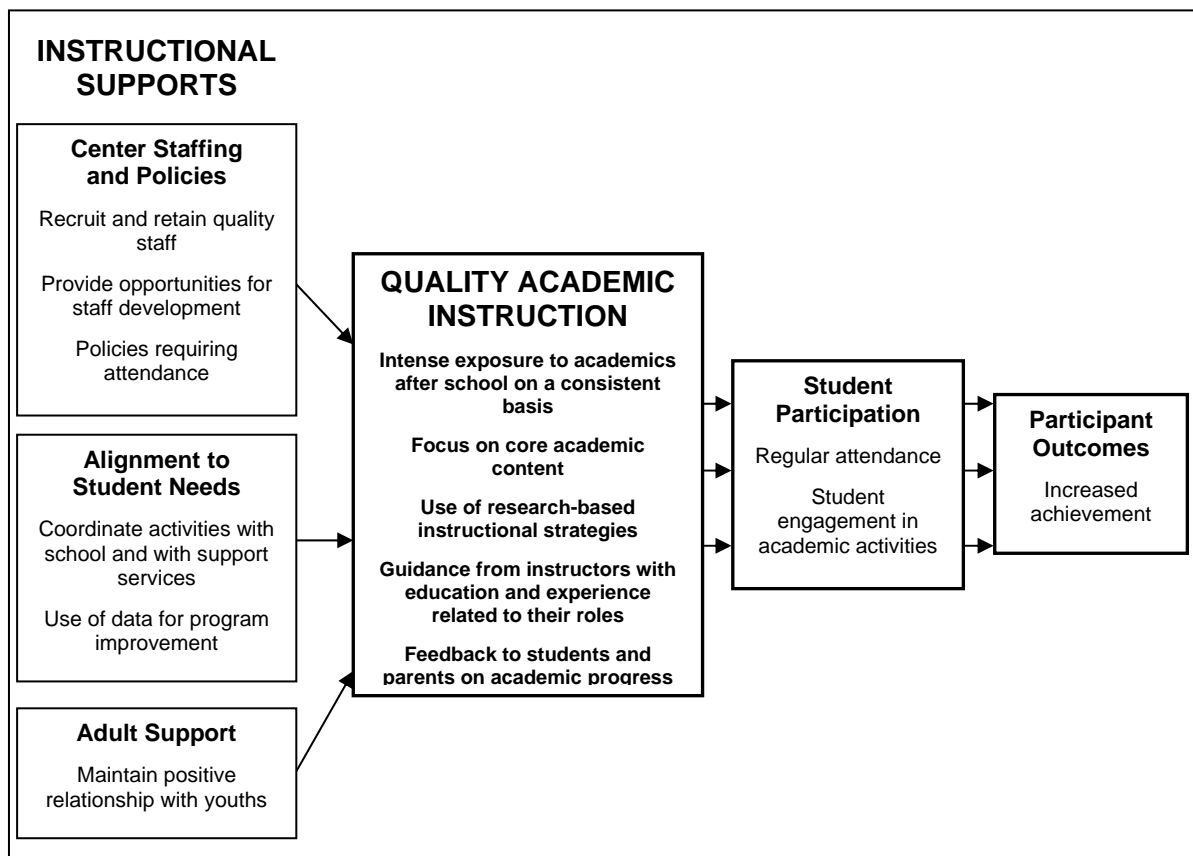 INSTRUCTIONAL
SUPPORTS
Center Staffing
and Policies
Recruit and retain quality
staff
Provide opportunities for
staff development
Policies requiring
attendance
Alignment to
Student Needs
Coordinate activities with
school and with support
services
Use of data for program
improvement
Adult Support
Maintain positive
relationship with youths
QUALITY ACADEMIC
INSTRUCTION
Intense exposure to academics
after school on a consistent
basis
Focus on core academic
content
Use of research-based
instructional strategies
Guidance from instructors with
education and experience
related to their roles
Feedback to students and
parents on academic progress
Student
Participation
Regular attendance
Student
engagement in
academic activities
Participant
Outcomes
Increased
achievement